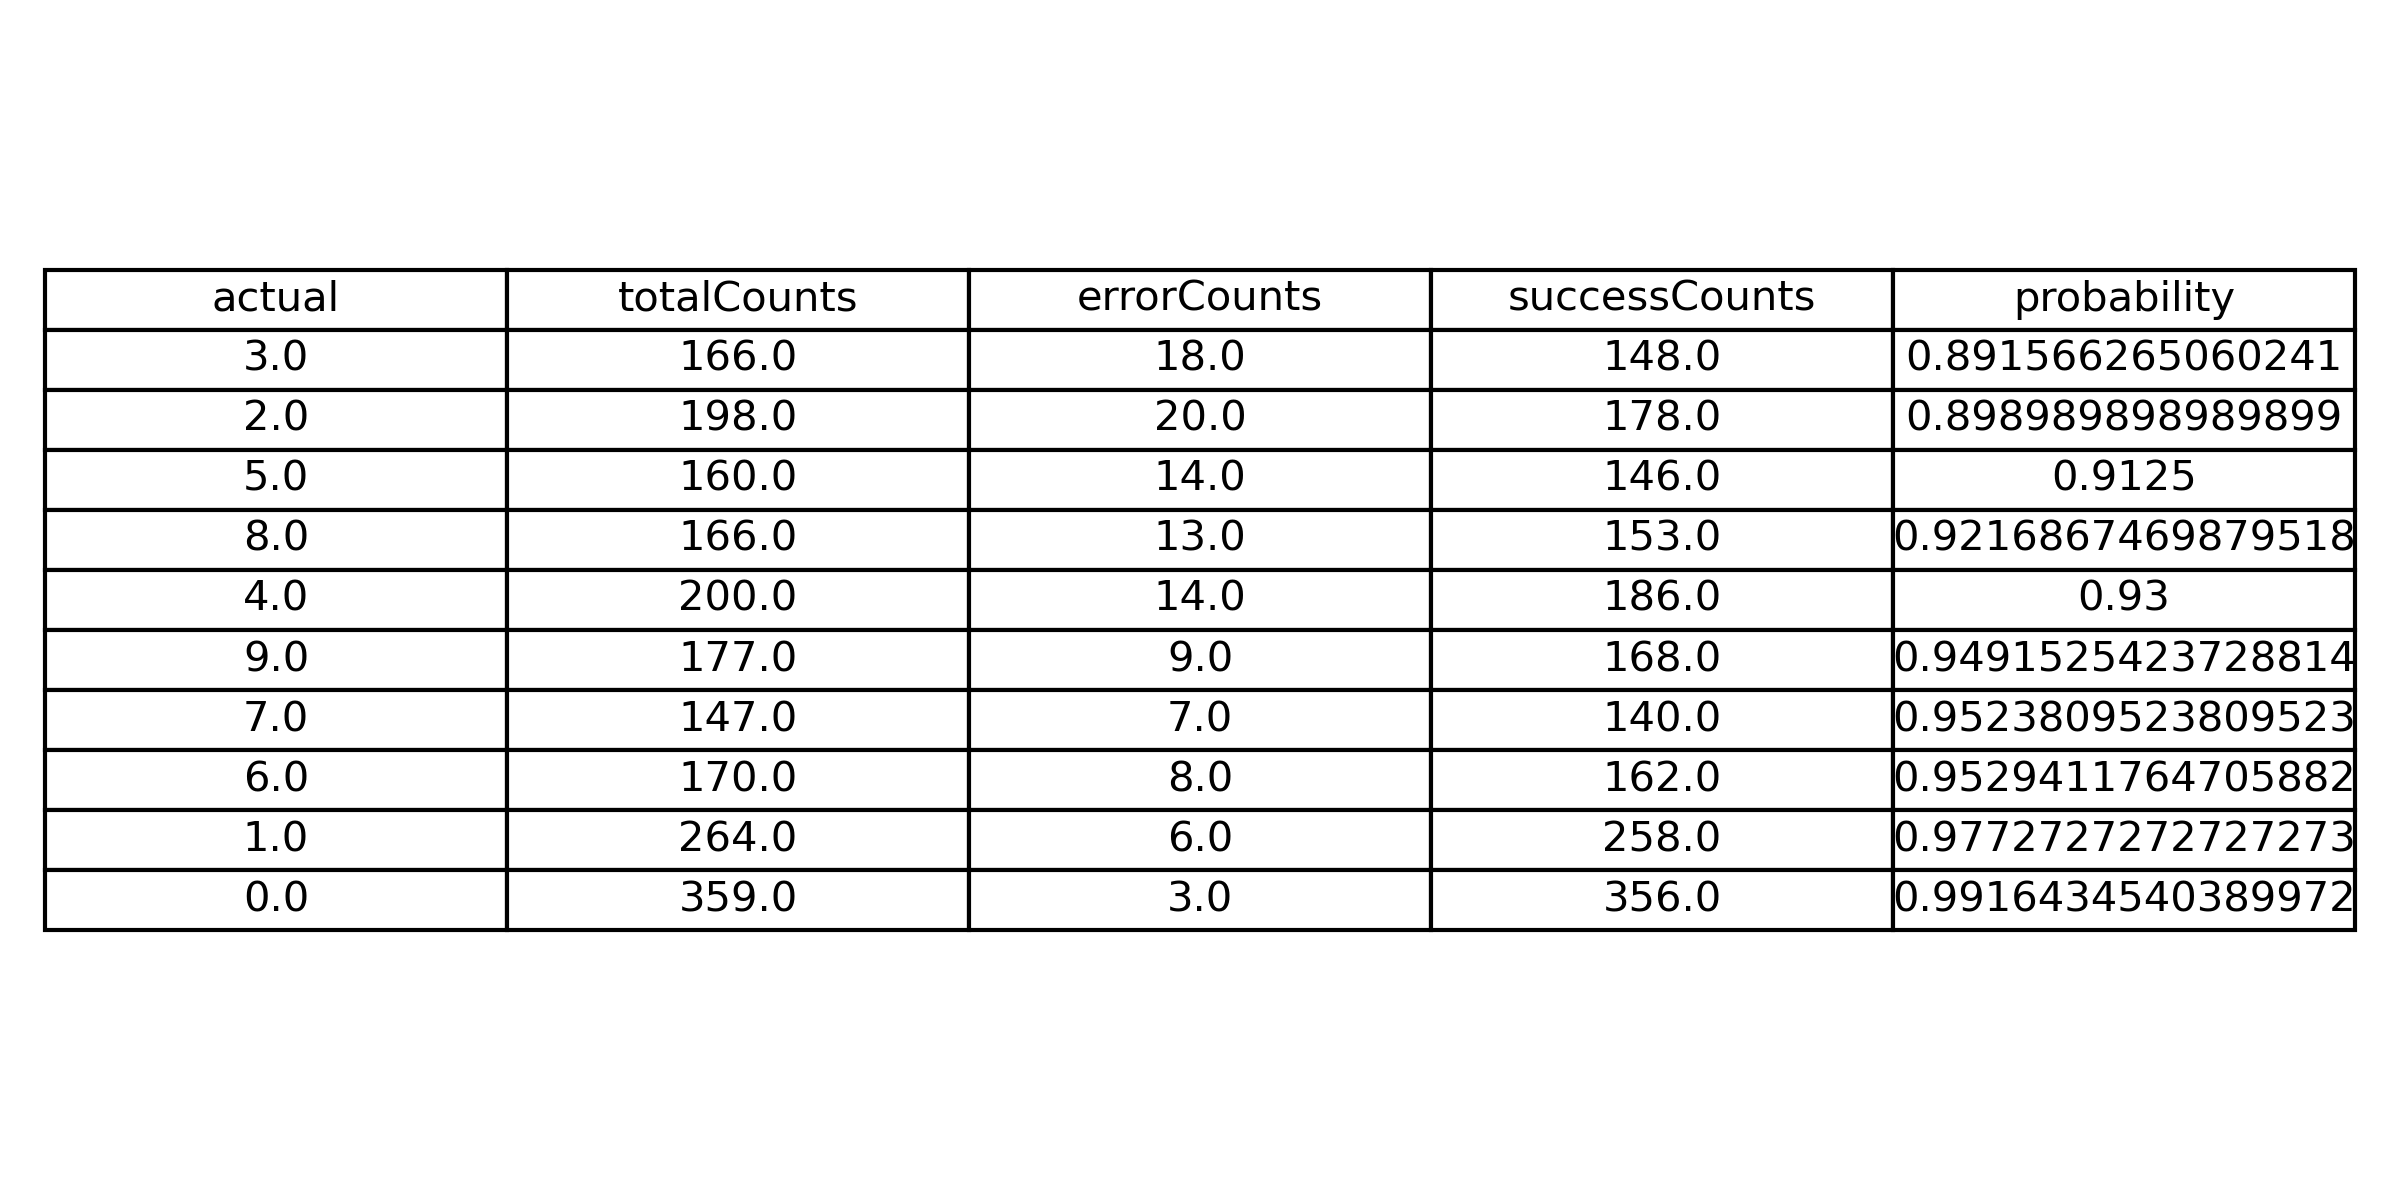 actual totalCounts errorCounts successCounts probability
3.0 166.0 18.0 148.0 0.891566265060241
2.0 198.0 20.0 178.0 0.898989898989899
5.0 160.0 14.0 146.0 0.9125
8.0 166.0 13.0 153.0 0.9216867469879518
4.0 200.0 14.0 186.0 0.93
9.0 177.0 9.0 168.0 0.9491525423728814
7.0 147.0 7.0 140.0 0.9523809523809523
6.0 170.0 8.0 162.0 0.9529411764705882
1.0 264.0 6.0 258.0 0.9772727272727273
0.0 359.0 3.0 356.0 0.9916434540389972